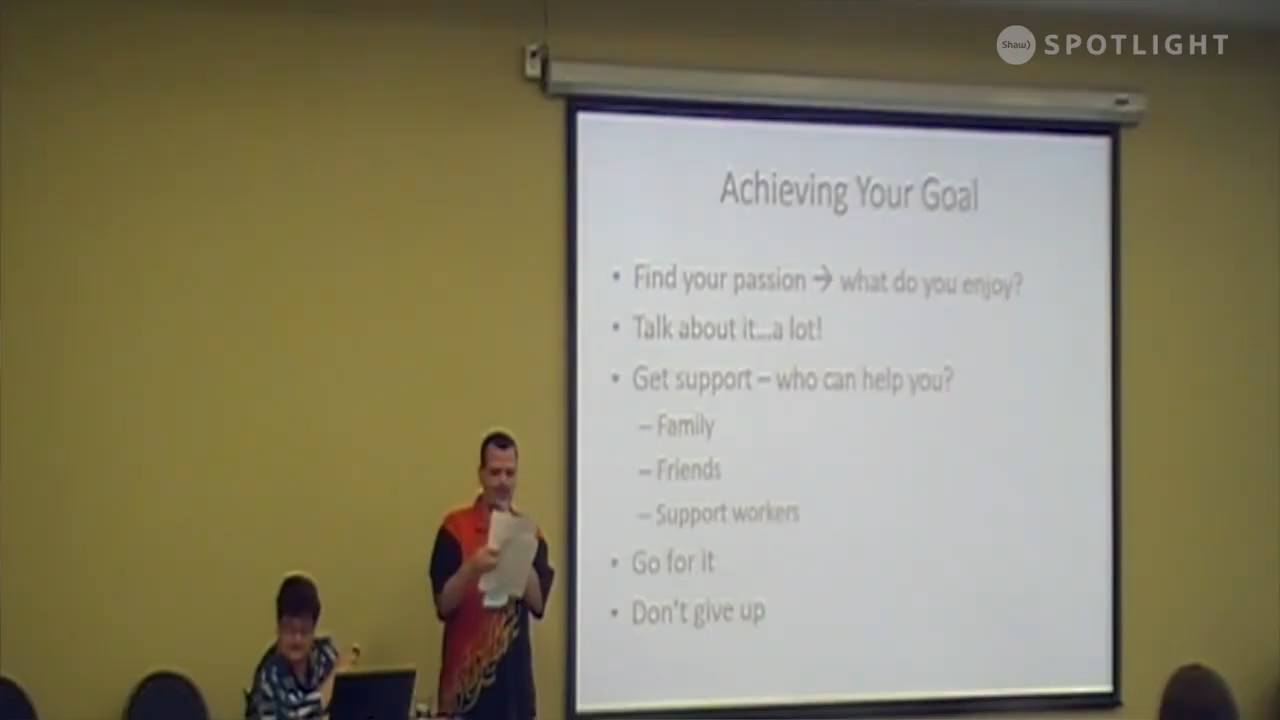 Shaw) SPOTLIGHT
Achieving Your Goal
• Find your passion → what do you enjoy?
• Talk about it...a lot!
• Get support – who can help you?
– Family
– Friends
– Support workers
• Go for it
• Don't give up